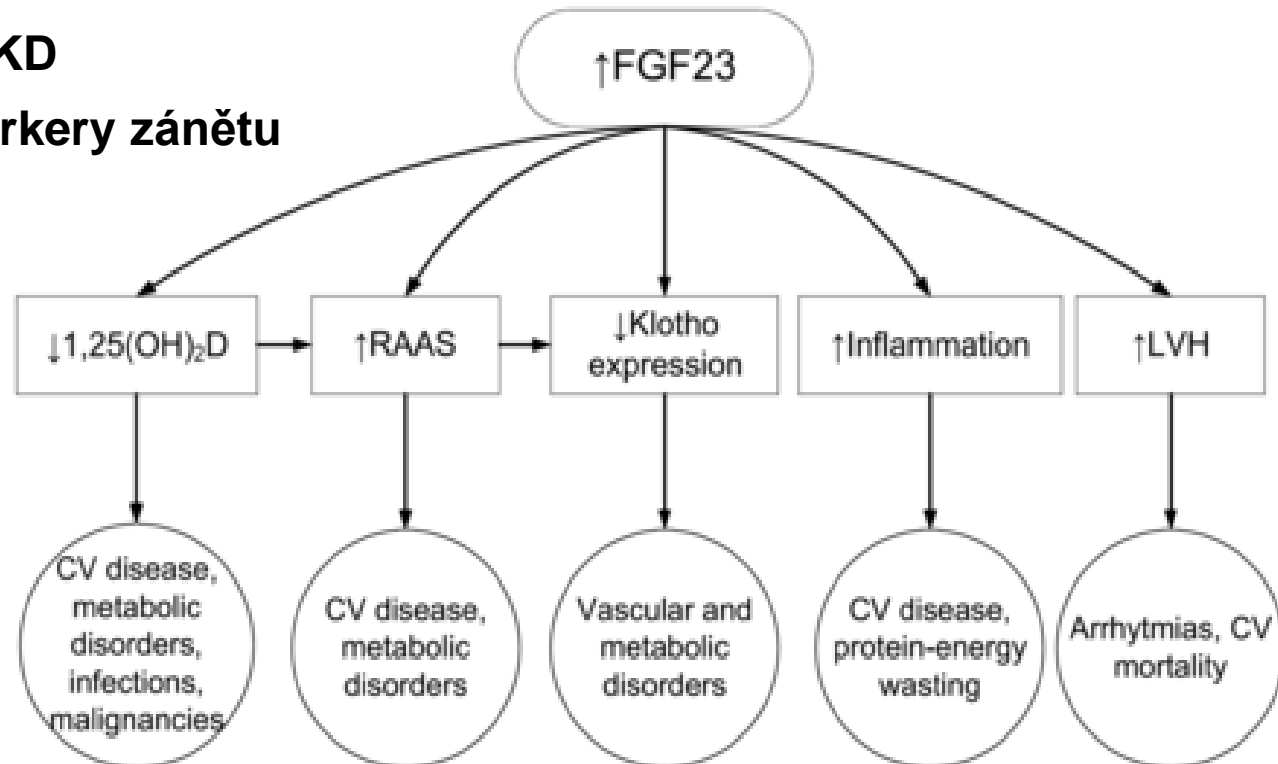 KD
rkery zánětu
↑FGF23
↓1,25(OH)₂D
↑RAAS
↓Klotho
expression
↑Inflammation
↑LVH
CV disease,
metabolic
disorders,
infections,
malignancies
CV disease,
metabolic
disorders
Vascular and
metabolic
disorders
CV disease,
protein-energy
wasting
Arrhytmias, CV
mortality